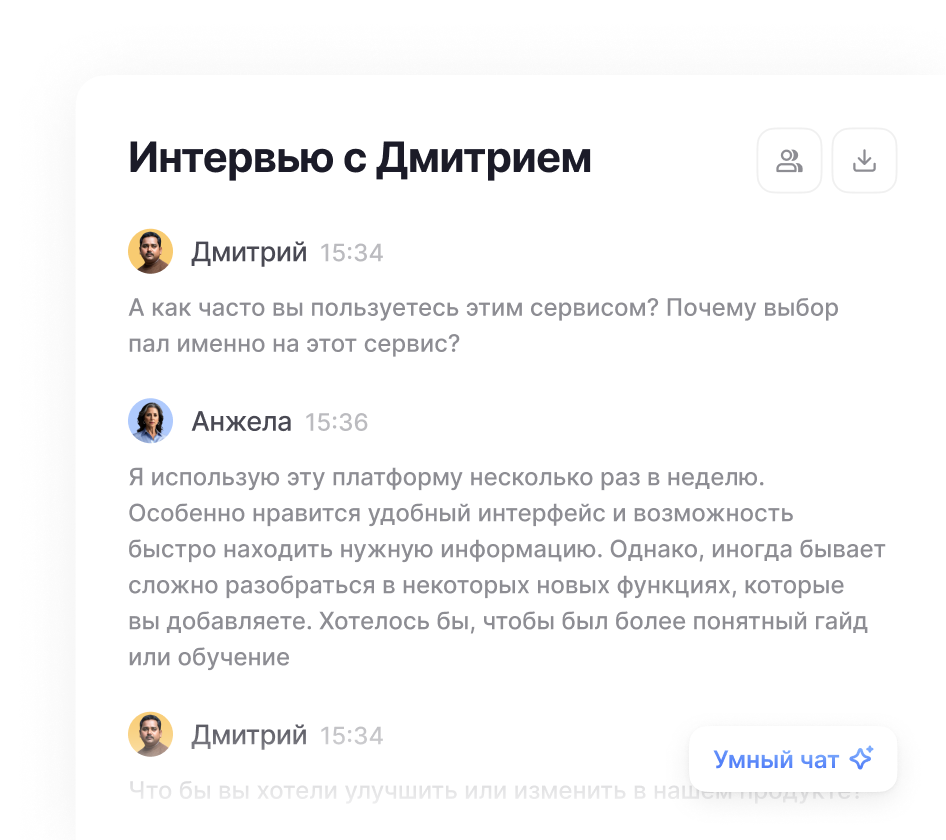 Интервью с Дмитрием
Дмитрий 15:34
А как часто вы пользуетесь этим сервисом? Почему выбор
пал именно на этот сервис?
Анжела 15:36
Я использую эту платформу несколько раз в неделю.
Особенно нравится удобный интерфейс и возможность
быстро находить нужную информацию. Однако, иногда бывает
сложно разобраться в некоторых новых функциях, которые
вы добавляете. Хотелось бы, чтобы был более понятный гайд
или обучение
Дмитрий 15:34
Умный чат
Что бы вы хотели улучшить или изменить в нашем продукте?